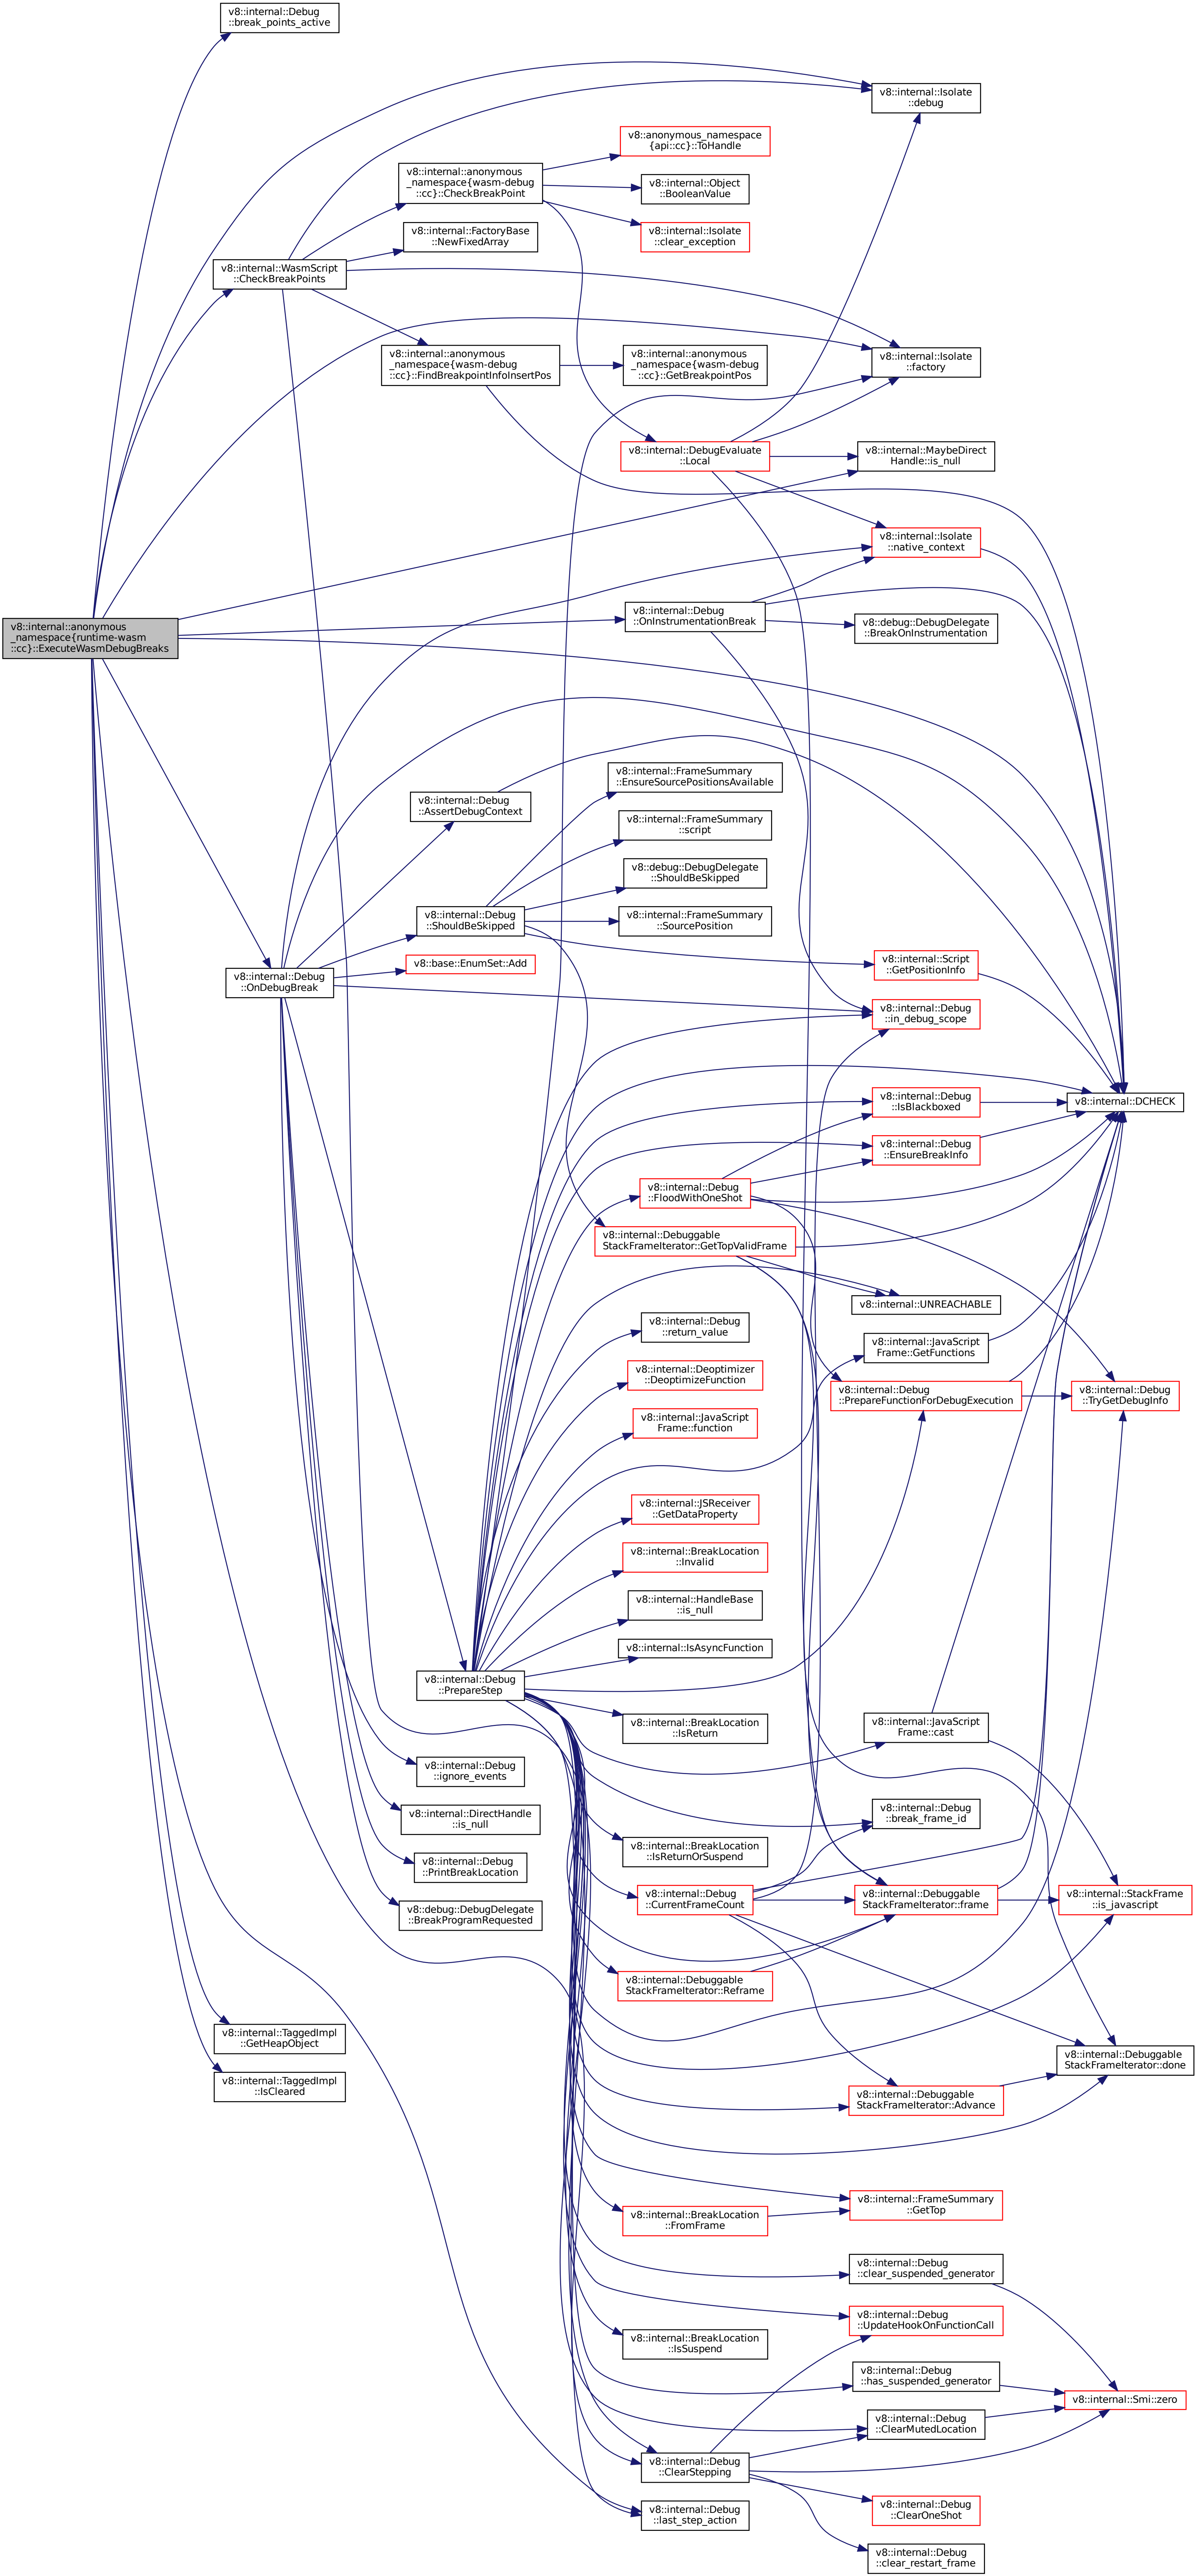 v8::internal::Debug
::break_points_active
v8::internal::Isolate
::debug
v8::anonymous_namespace
{api::cc}::ToHandle
v8::internal::anonymous
_namespace{wasm-debug
::cc}::CheckBreakPoint
v8::internal::Object
::BooleanValue
v8::internal::FactoryBase
::NewFixedArray
v8::internal::Isolate
::clear_exception
v8::internal::WasmScript
::CheckBreakPoints
v8::internal::anonymous
_namespace{wasm-debug
::cc}::FindBreakpointInfoInsertPos
v8::internal::anonymous
_namespace{wasm-debug
::cc}::GetBreakpointPos
v8::internal::Isolate
::factory
v8::internal::DebugEvaluate
::Local
v8::internal::MaybeDirect
Handle::is_null
v8::internal::Isolate
::native_context
v8::internal::anonymous
_namespace{runtime-wasm
::cc}::ExecuteWasmDebugBreaks
v8::internal::Debug
::OnInstrumentationBreak
v8::debug::DebugDelegate
::BreakOnInstrumentation
v8::internal::FrameSummary
::EnsureSourcePositionsAvailable
v8::internal::Debug
::AssertDebugContext
v8::internal::FrameSummary
::script
v8::debug::DebugDelegate
::ShouldBeSkipped
v8::internal::Debug
::ShouldBeSkipped
v8::internal::FrameSummary
::SourcePosition
v8::base::EnumSet::Add
v8::internal::Script
::GetPositionInfo
v8::internal::Debug
::OnDebugBreak
v8::internal::Debug
::in_debug_scope
v8::internal::Debug
::IsBlackboxed
v8::internal::DCHECK
v8::internal::Debug
::EnsureBreakInfo
v8::internal::Debug
::FloodWithOneShot
v8::internal::Debuggable
StackFrameIterator::GetTopValidFrame
v8::internal::UNREACHABLE
v8::internal::Debug
::return_value
v8::internal::JavaScript
Frame::GetFunctions
v8::internal::Deoptimizer
::DeoptimizeFunction
v8::internal::Debug
::PrepareFunctionForDebugExecution
v8::internal::Debug
::TryGetDebugInfo
v8::internal::JavaScript
Frame::function
v8::internal::JSReceiver
::GetDataProperty
v8::internal::BreakLocation
::Invalid
v8::internal::HandleBase
::is_null
v8::internal::IsAsyncFunction
v8::internal::Debug
::PrepareStep
v8::internal::BreakLocation
::IsReturn
v8::internal::JavaScript
Frame::cast
v8::internal::Debug
::ignore_events
v8::internal::DirectHandle
::is_null
v8::internal::Debug
::break_frame_id
v8::internal::BreakLocation
::IsReturnOrSuspend
v8::internal::Debug
::PrintBreakLocation
v8::internal::Debug
::CurrentFrameCount
v8::internal::Debuggable
StackFrameIterator::frame
v8::internal::StackFrame
::is_javascript
v8::debug::DebugDelegate
::BreakProgramRequested
v8::internal::Debuggable
StackFrameIterator::Reframe
v8::internal::TaggedImpl
::GetHeapObject
v8::internal::Debuggable
StackFrameIterator::done
v8::internal::TaggedImpl
::IsCleared
v8::internal::Debuggable
StackFrameIterator::Advance
v8::internal::FrameSummary
::GetTop
v8::internal::BreakLocation
::FromFrame
v8::internal::Debug
::clear_suspended_generator
v8::internal::Debug
::UpdateHookOnFunctionCall
v8::internal::BreakLocation
::IsSuspend
v8::internal::Debug
::has_suspended_generator
v8::internal::Smi::zero
v8::internal::Debug
::ClearMutedLocation
v8::internal::Debug
::ClearStepping
v8::internal::Debug
::ClearOneShot
v8::internal::Debug
::last_step_action
v8::internal::Debug
::clear_restart_frame